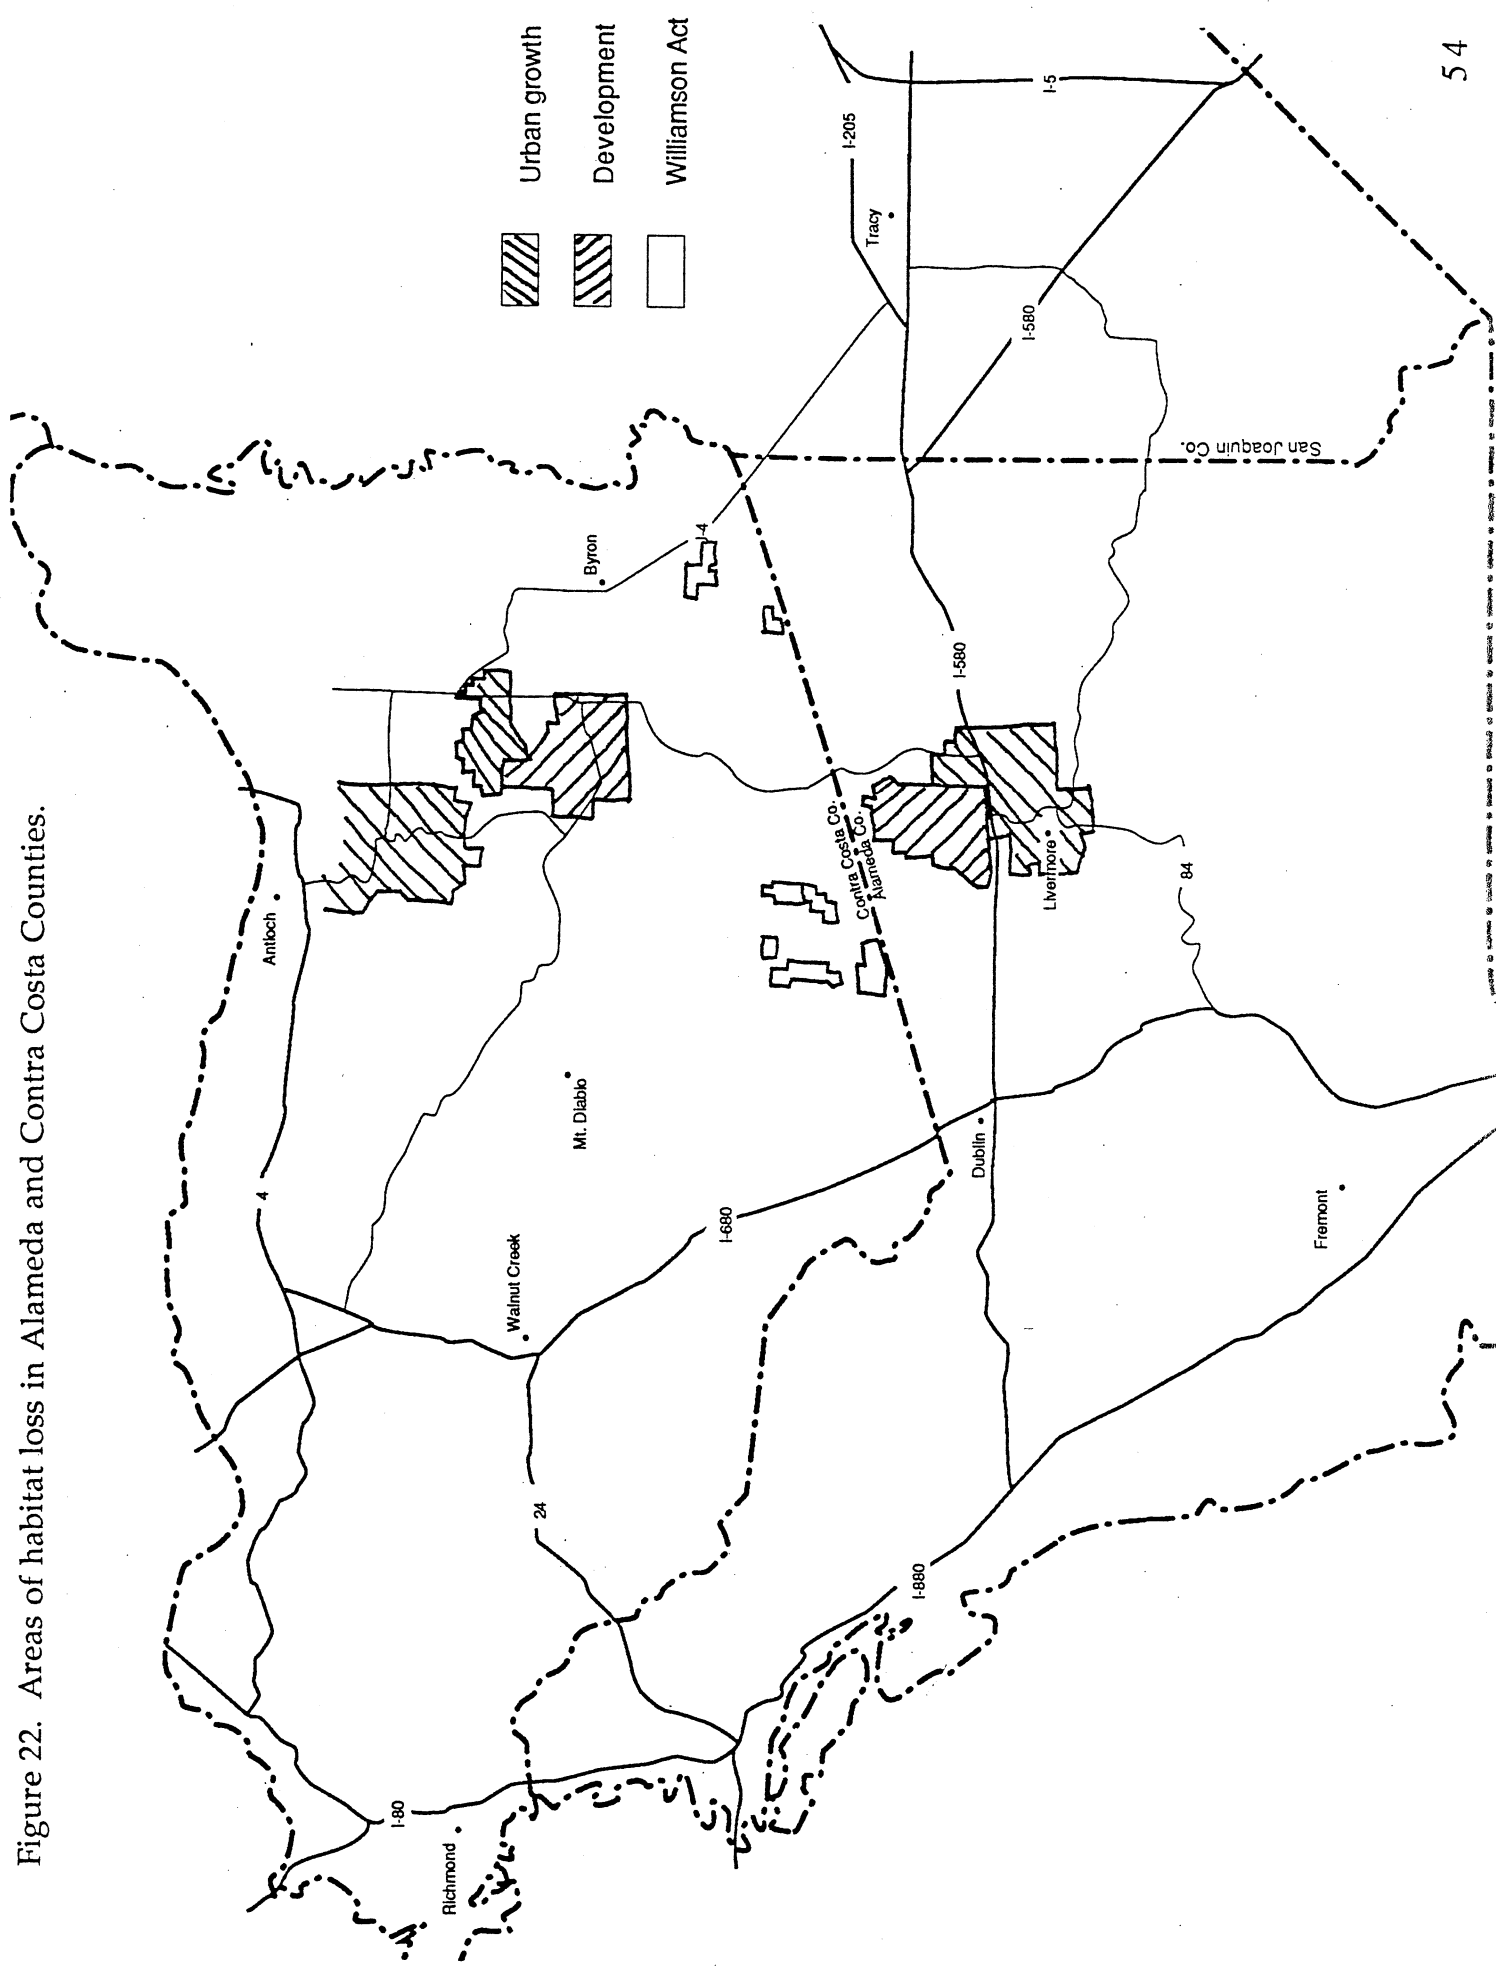 Figure 22. Areas of habitat loss in Alameda and Contra Costa Counties.
Urban growth
Development
Williamson Act
Antioch
4
Byron
I-4
Mt. Diablo
Walnut Creek
I-680
24
I-80
Richmond
Contra Costa Co.
Alameda Co.
San Joaquin Co.
I-205
Tracy
I-5
I-580
I-580
Livermore
84
Dublin
Fremont
I-880
54